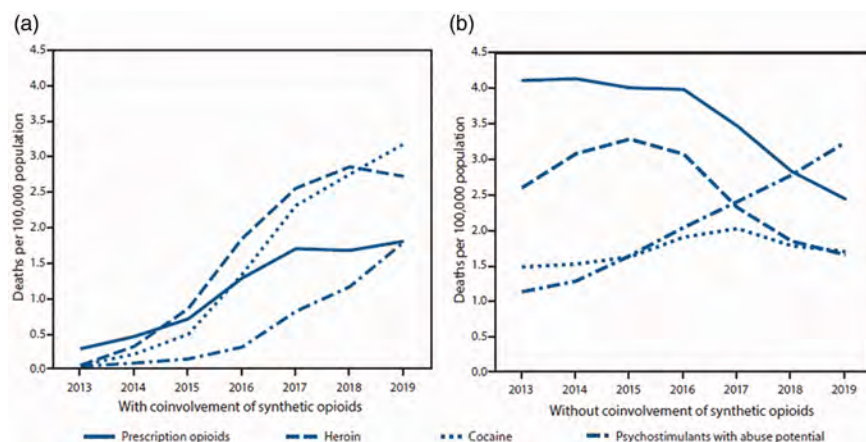 (a)
Deaths per 100,000 population
4.5
4.0
3.5
3.0
2.5
2.0
1.5
1.0
0.5
0.0
2013 2014 2015 2016 2017 2018 2019
With coinvolvement of synthetic opioids
(b)
Deaths per 100,000 population
4.5
4.0
3.5
3.0
2.5
2.0
1.5
1.0
0.5
0.0
2013 2014 2015 2016 2017 2018 2019
Without coinvolvement of synthetic opioids
Prescription opioids Heroin Cocaine Psychostimulants with abuse potential